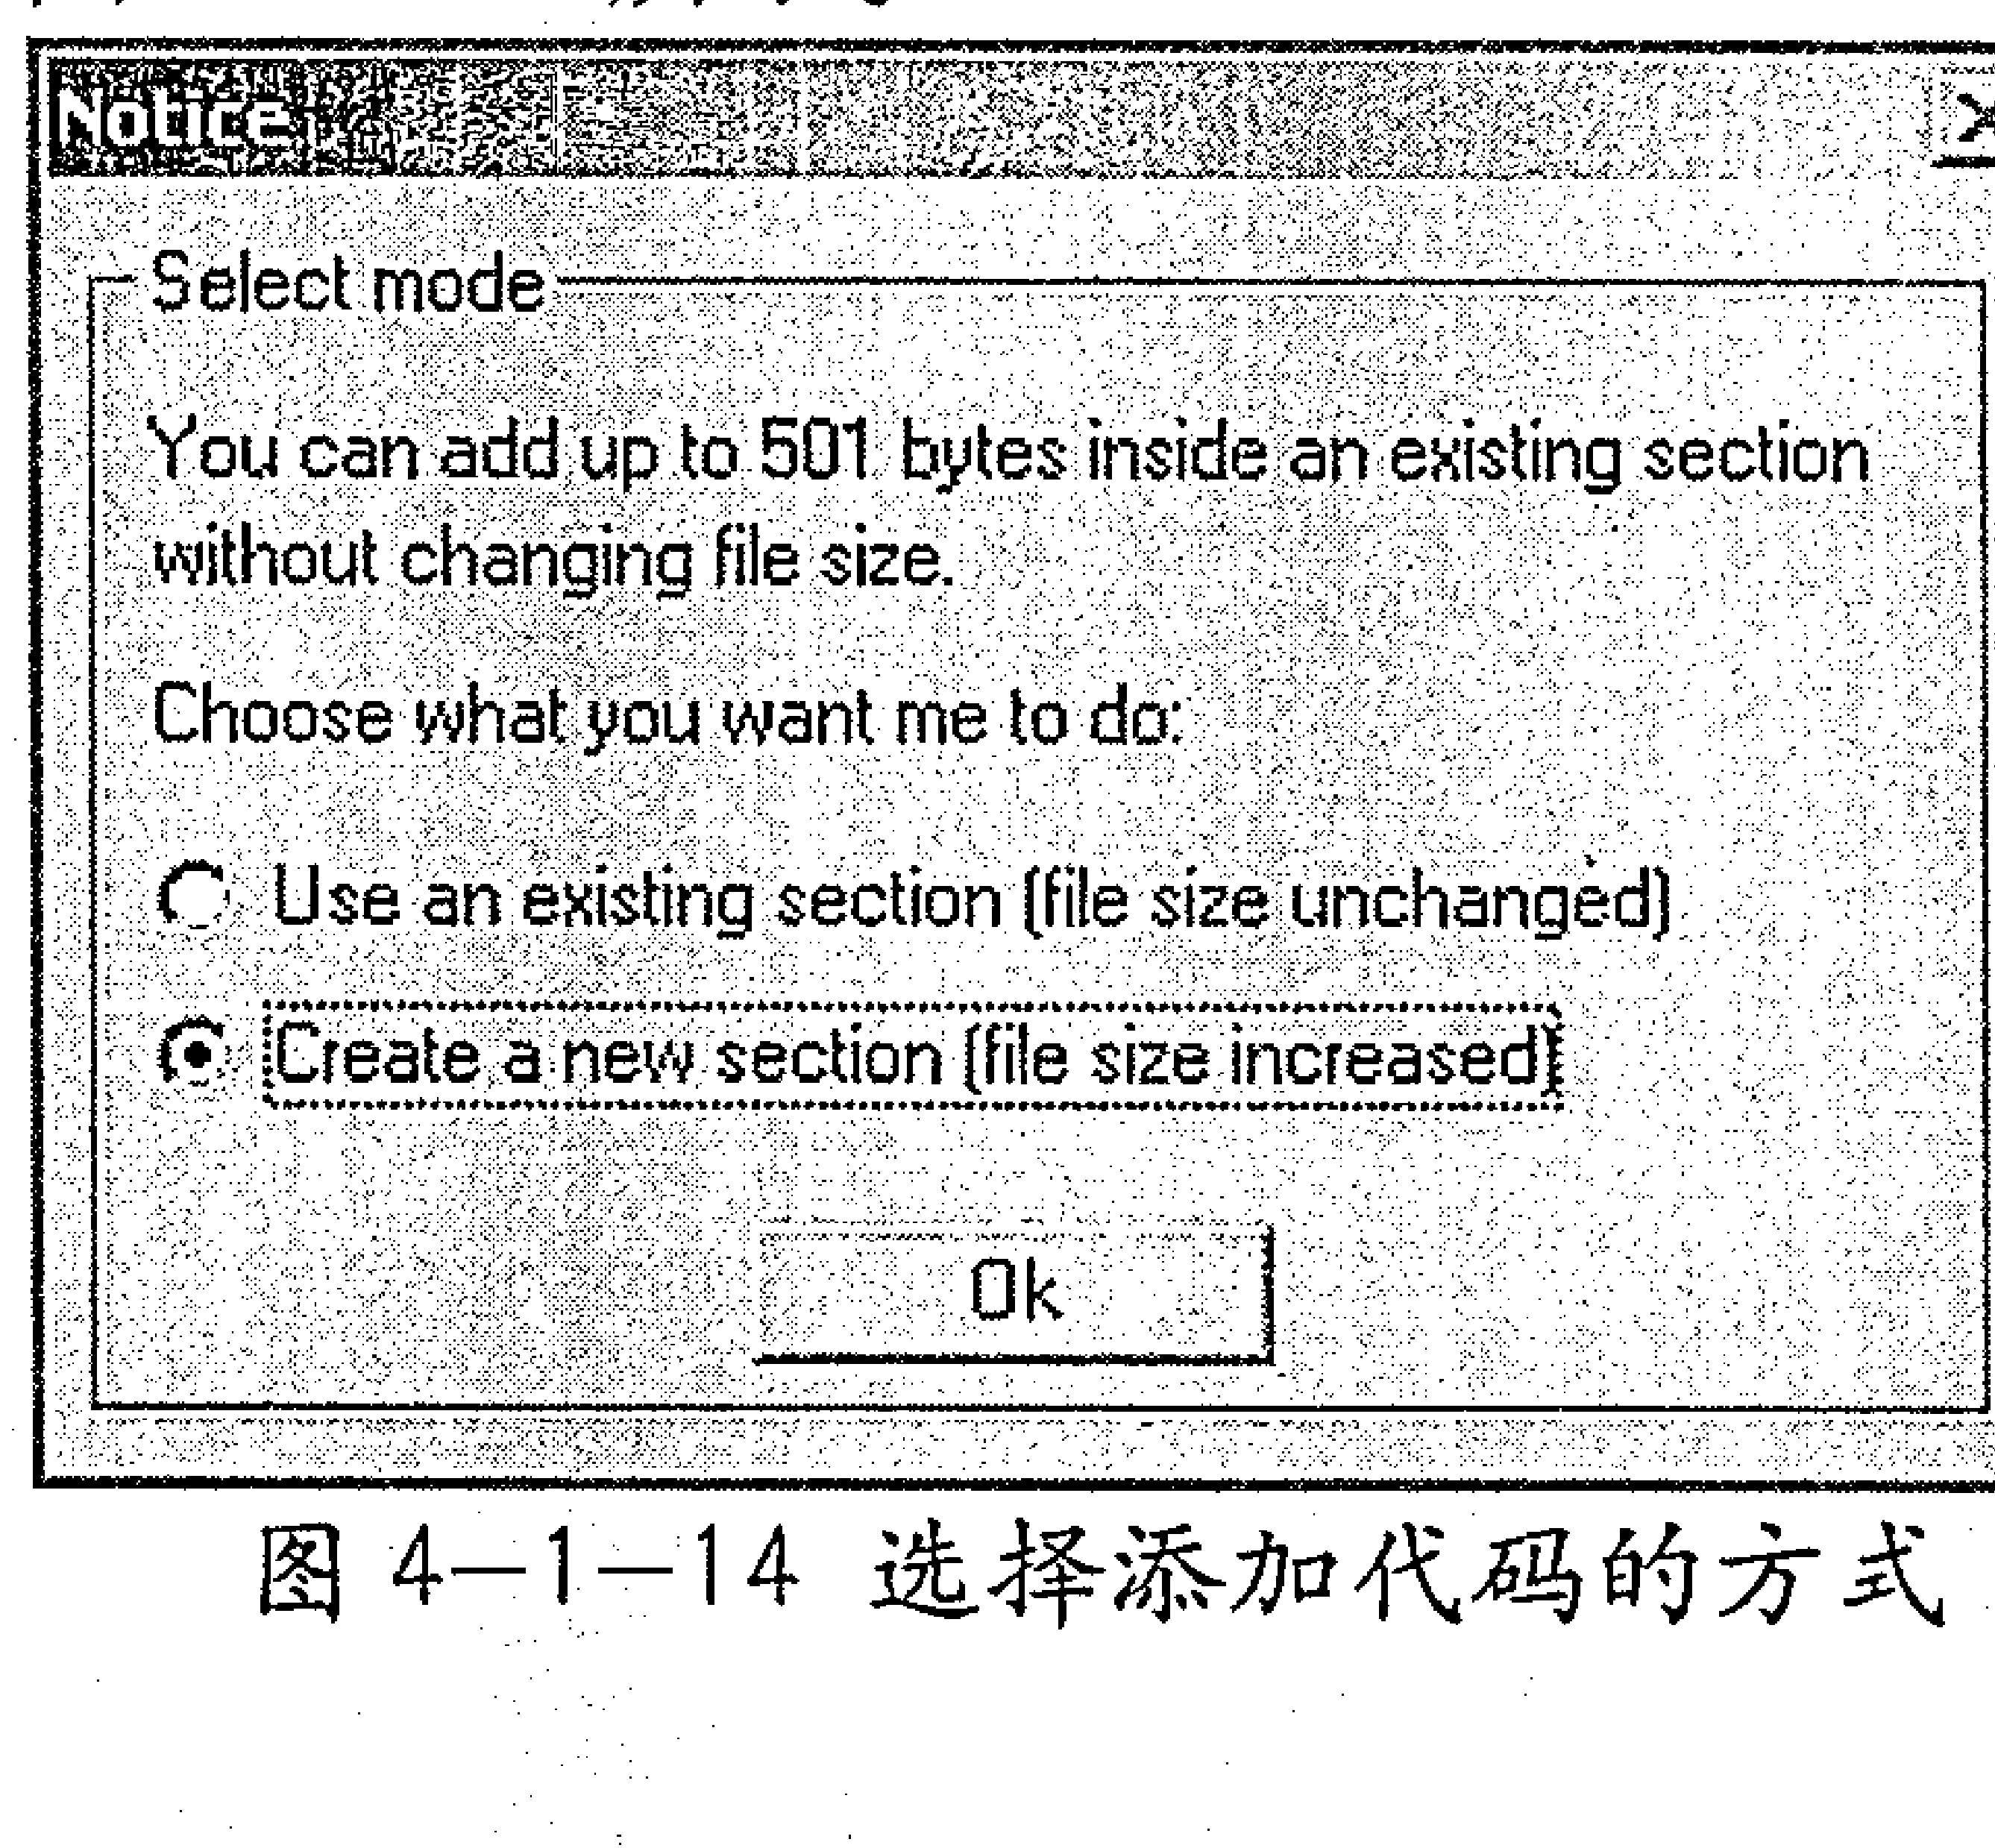 Notice
Select mode
You can add up to 501 bytes inside an existing section
without changing file size.
Choose what you want me to do:
Use an existing section (file size unchanged)
Create a new section (file size increased)
Ok
图 4-1-14 选择添加代码的方式